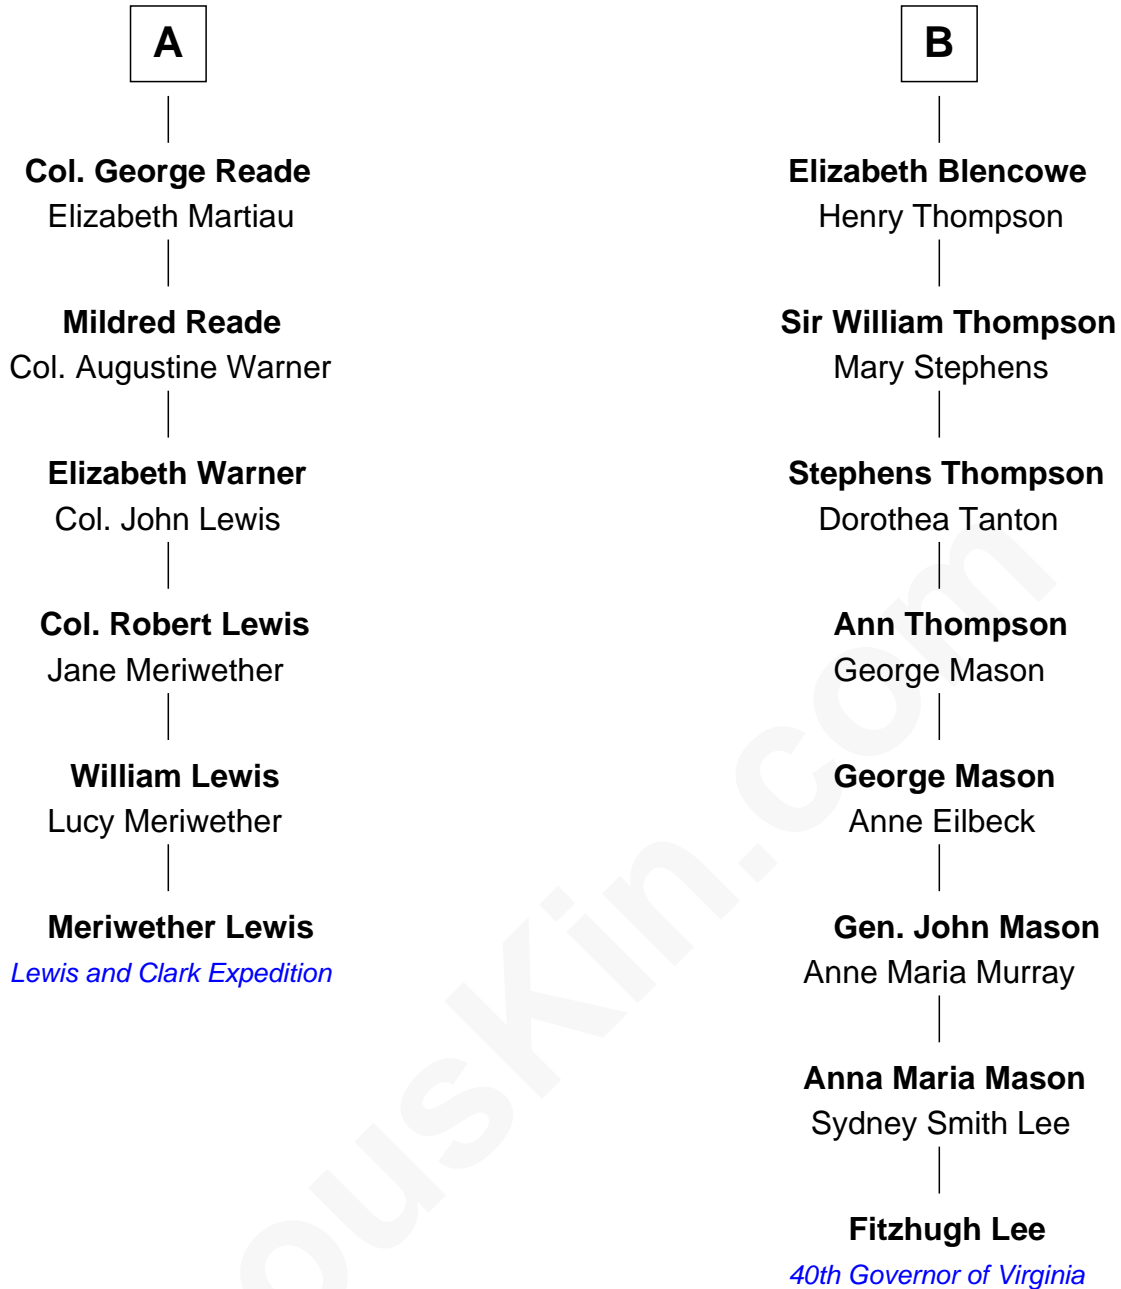 A
Col. George Reade
Elizabeth Martiau
Mildred Reade
Col. Augustine Warner
Elizabeth Warner
Col. John Lewis
Col. Robert Lewis
Jane Meriwether
William Lewis
Lucy Meriwether
Meriwether Lewis
Lewis and Clark Expedition
B
Elizabeth Blencowe
Henry Thompson
Sir William Thompson
Mary Stephens
Stephens Thompson
Dorothea Tanton
Ann Thompson
George Mason
George Mason
Anne Eilbeck
Gen. John Mason
Anne Maria Murray
Anna Maria Mason
Sydney Smith Lee
Fitzhugh Lee
40th Governor of Virginia
ousKin.com